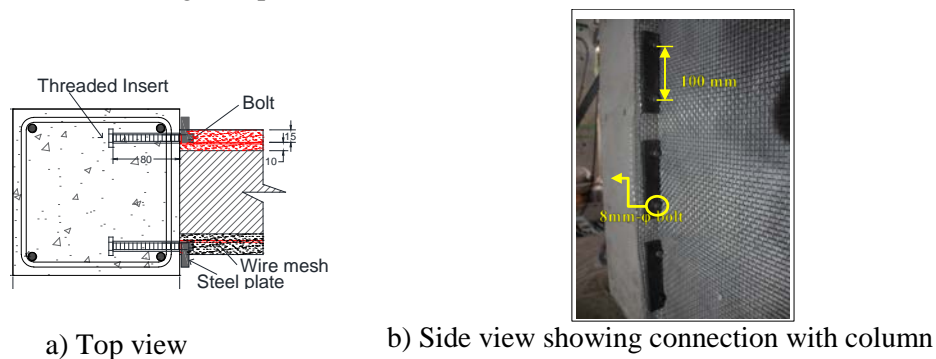 Threaded Insert
Bolt
15
80
10
Wire mesh
Steel plate
a) Top view
100 mm
8mm-φ bolt
b) Side view showing connection with column